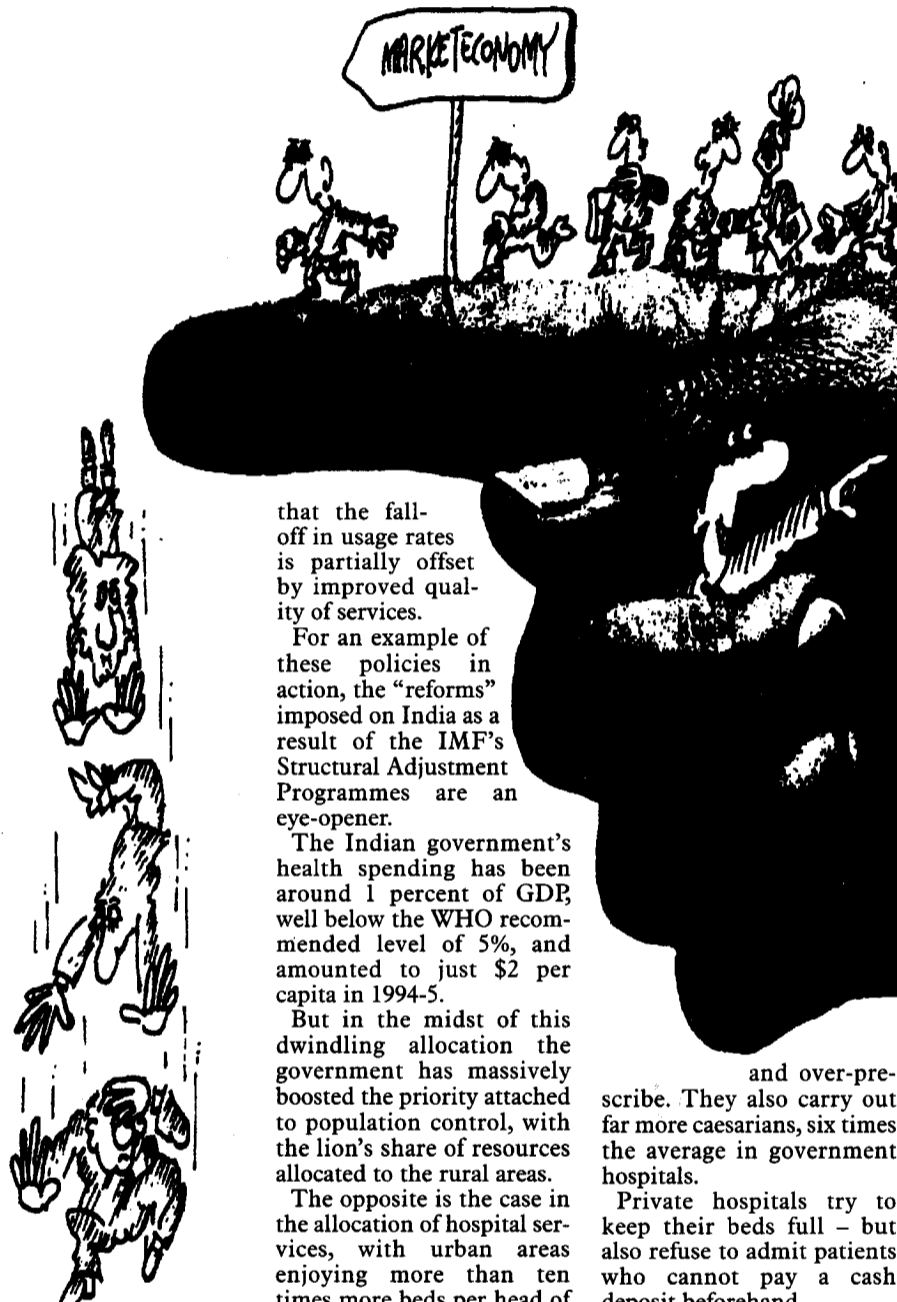 MARKET ECONOMY
that the fall-
off in usage rates
is partially offset
by improved qual-
ity of services.
For an example of
these policies in
action, the “reforms”
imposed on India as a
result of the IMF’s
Structural Adjustment
Programmes are an
eye-opener.
The Indian government’s
health spending has been
around 1 percent of GDP,
well below the WHO recom-
mended level of 5%, and
amounted to just $2 per
capita in 1994-5.
But in the midst of this
dwindling allocation the
government has massively
boosted the priority attached
to population control, with
the lion’s share of resources
allocated to the rural areas.
The opposite is the case in
the allocation of hospital ser-
vices, with urban areas
enjoying more than ten
times more beds per head of
and over-pre-
scribe. They also carry out
far more caesarians, six times
the average in government
hospitals.
Private hospitals try to
keep their beds full – but
also refuse to admit patients
who cannot pay a cash
deposit beforehand